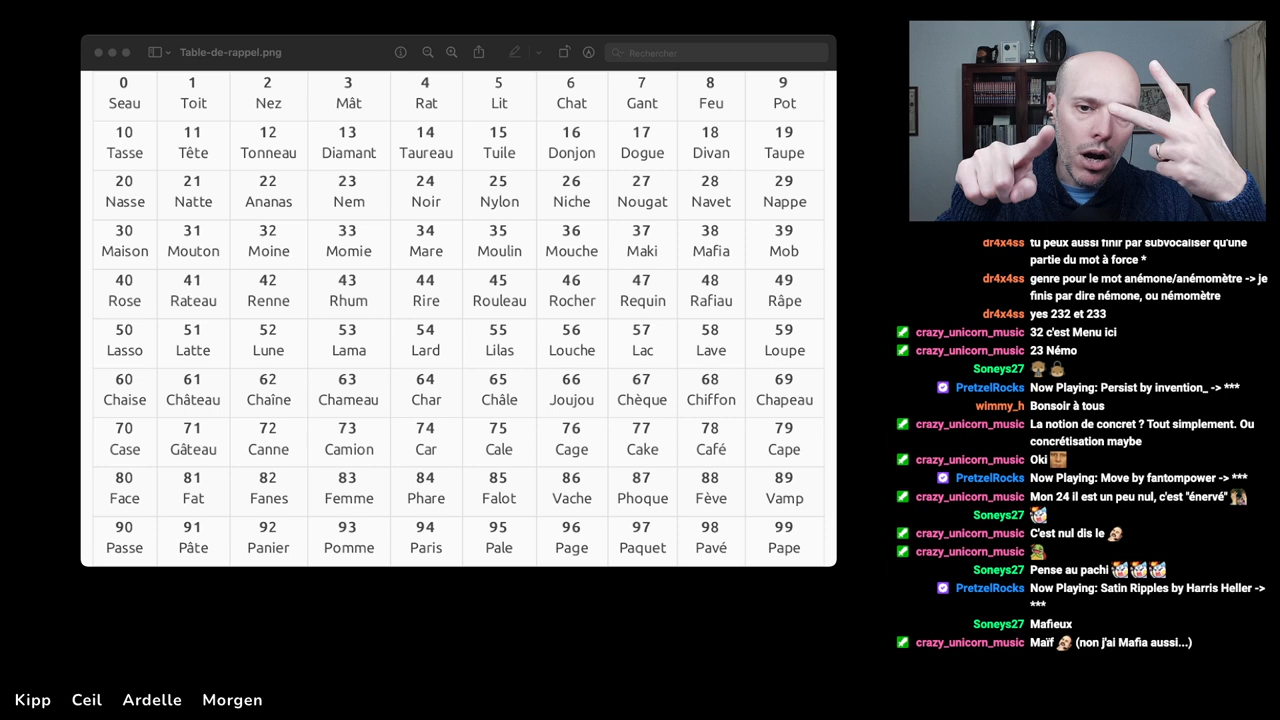 Table-de-rappel.png
Rechercher
0 1 2 3 4 5 6 7 8 9
Seau Toit Nez Mât Rat Lit Chat Gant Feu Pot
10 11 12 13 14 15 16 17 18 19
Tasse Tête Tonneau Diamant Taureau Tuile Donjon Dogue Divan Taupe
20 21 22 23 24 25 26 27 28 29
Nasse Natte Ananas Nem Noir Nylon Niche Nougat Navet Nappe
30 31 32 33 34 35 36 37 38 39
Maison Mouton Moine Momie Mare Moulin Mouche Maki Mafia Mob
40 41 42 43 44 45 46 47 48 49
Rose Rateau Renne Rhum Rire Rouleau Rocher Requin Rafiau Râpe
50 51 52 53 54 55 56 57 58 59
Lasso Latte Lune Lama Lard Lilas Louche Lac Lave Loupe
60 61 62 63 64 65 66 67 68 69
Chaise Château Chaîne Chameau Char Châle Joujou Chèque Chiffon Chapeau
70 71 72 73 74 75 76 77 78 79
Case Gâteau Canne Camion Car Cale Cage Cake Café Cape
80 81 82 83 84 85 86 87 88 89
Face Fat Fanes Femme Phare Falot Vache Phoque Fève Vamp
90 91 92 93 94 95 96 97 98 99
Passe Pâte Panier Pomme Paris Pale Page Paquet Pavé Pape
dr4x4ss tu peux aussi finir par subvocaliser qu'une
partie du mot à force *
dr4x4ss genre pour le mot anémone/anémomètre -> je
finis par dire némone, ou némomètre
dr4x4ss yes 232 et 233
crazy_unicorn_music 32 c'est Menu ici
crazy_unicorn_music 23 Némo
Soneys27
PretzelRocks Now Playing: Persist by invention_ -> ***
wimmy_h Bonsoir à tous
crazy_unicorn_music La notion de concret ? Tout simplement. Ou
concrétisation maybe
crazy_unicorn_music Oki
PretzelRocks Now Playing: Move by fantompower -> ***
crazy_unicorn_music Mon 24 il est un peu nul, c'est "énervé"
Soneys27
crazy_unicorn_music C'est nul dis le
crazy_unicorn_music
Soneys27 Pense au pachi
PretzelRocks Now Playing: Satin Ripples by Harris Heller ->
***
Soneys27 Mafieux
crazy_unicorn_music Maïf (non j'ai Mafia aussi...)
Kipp Ceil Ardelle Morgen